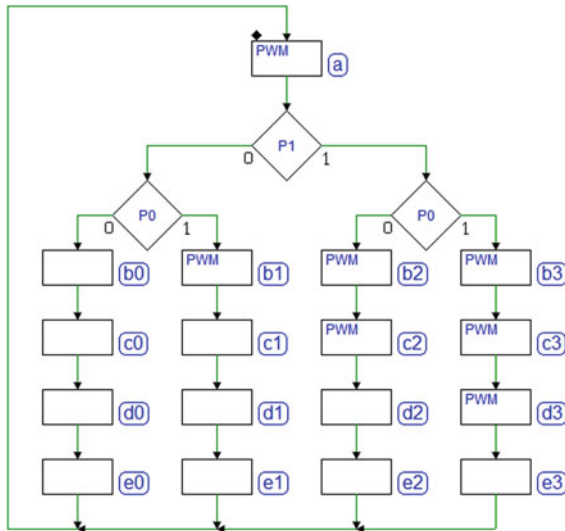 PWM
a
P1
0 1
P0 P0
0 1 0 1
b0 PWM b1 PWM b2 PWM b3
c0 c1 PWM c2 PWM c3
d0 d1 d2 PWM d3
e0 e1 e2 e3